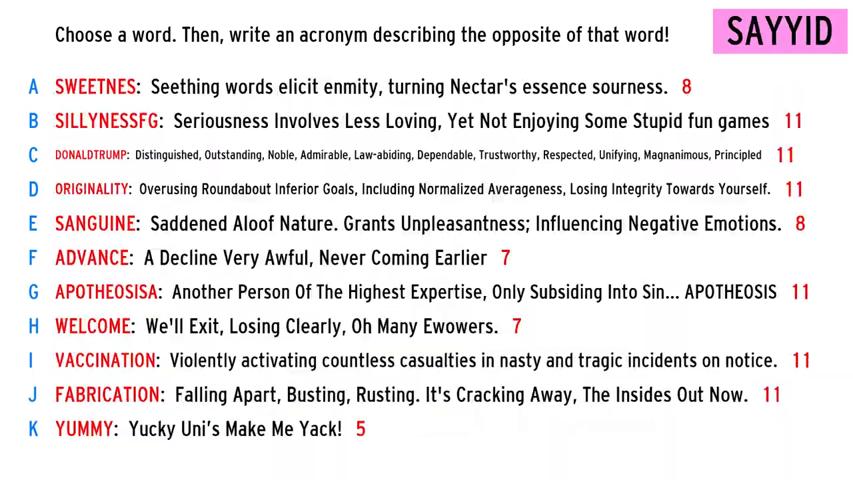 Choose a word. Then, write an acronym describing the opposite of that word!
SAYYID
A SWEETNES: Seething words elicit enmity, turning Nectar's essence sourness. 8
B SILLYNESSFG: Seriousness Involves Less Loving, Yet Not Enjoying Some Stupid fun games 11
C DONALDTRUMP: Distinguished, Outstanding, Noble, Admirable, Law-abiding, Dependable, Trustworthy, Respected, Unifying, Magnanimous, Principled 11
D ORIGINALITY: Overusing Roundabout Inferior Goals, Including Normalized Averageness, Losing Integrity Towards Yourself. 11
E SANGUINE: Saddened Aloof Nature. Grants Unpleasantness; Influencing Negative Emotions. 8
F ADVANCE: A Decline Very Awful, Never Coming Earlier 7
G APOTHEOSISA: Another Person Of The Highest Expertise, Only Subsiding Into Sin... APOTHEOSIS 11
H WELCOME: We'll Exit, Losing Clearly, Oh Many Ewowers. 7
I VACCINATION: Violently activating countless casualties in nasty and tragic incidents on notice. 11
J FABRICATION: Falling Apart, Busting, Rusting. It's Cracking Away, The Insides Out Now. 11
K YUMMY: Yucky Uni's Make Me Yack! 5